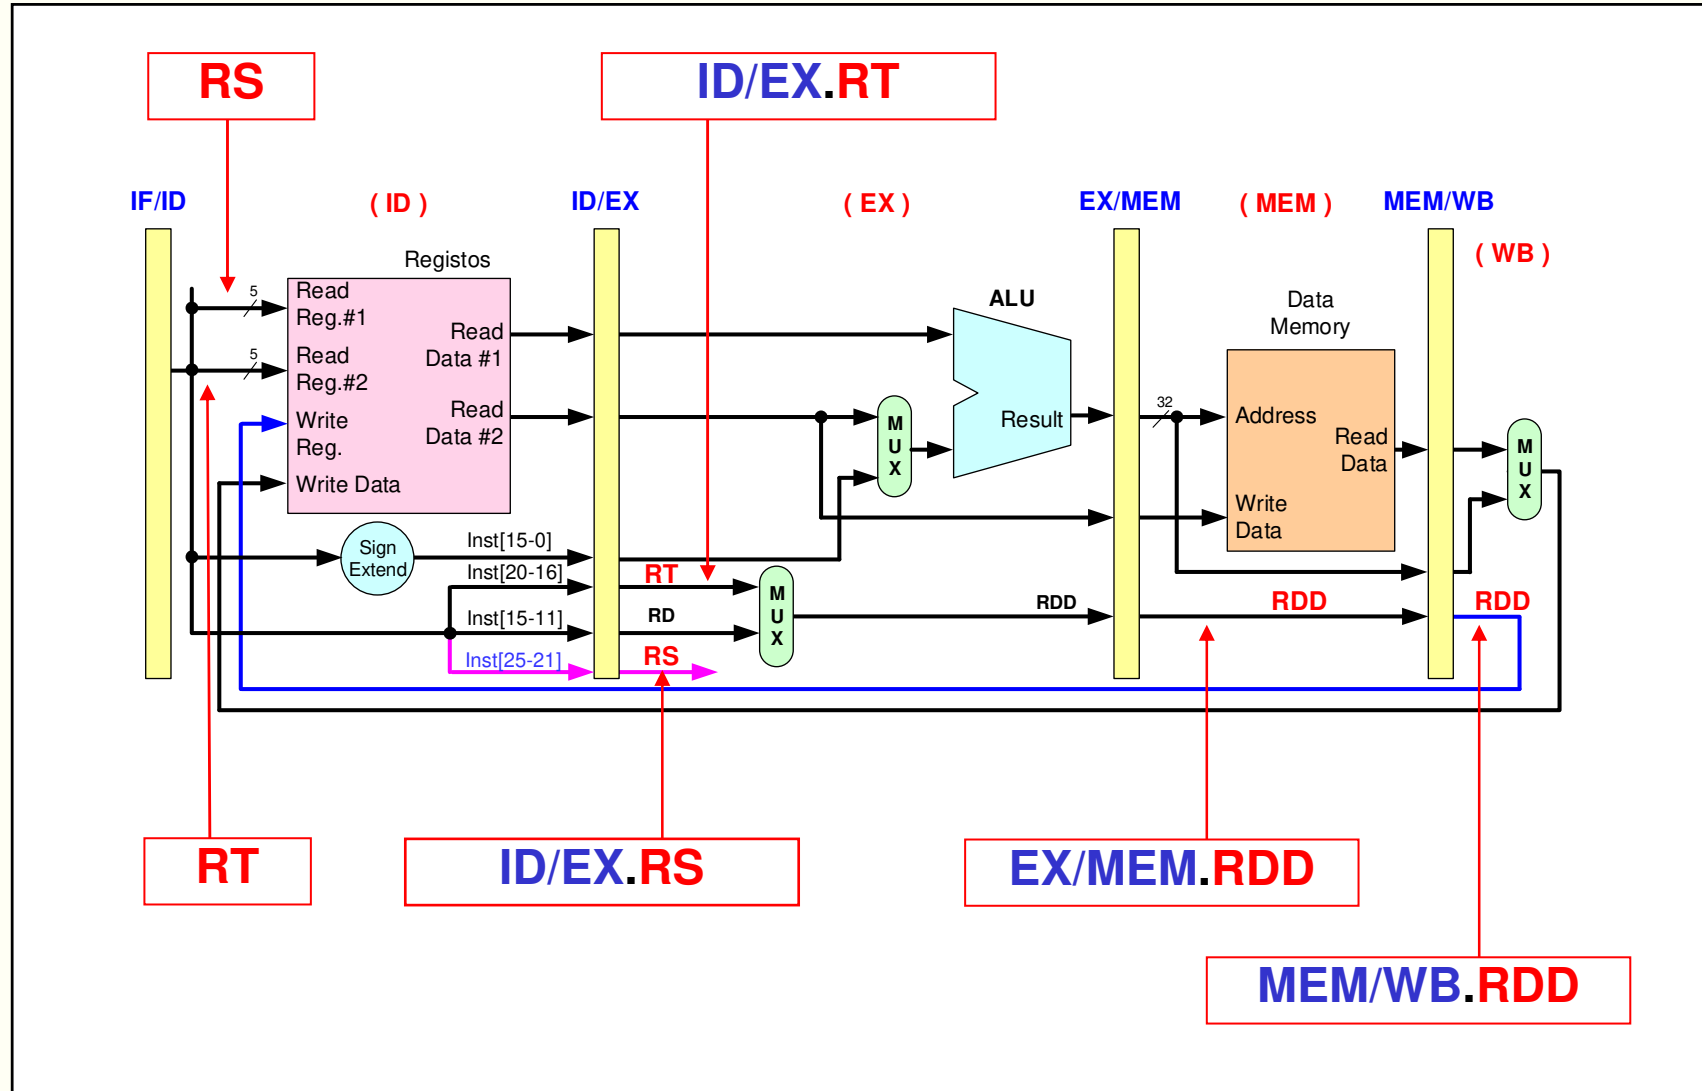 RS
ID/EX.RT
IF/ID
( ID )
ID/EX
( EX )
EX/MEM
( MEM )
MEM/WB
( WB )
Registos
Read
Reg.#1
5
Read
Reg.#2
5
Write
Reg.
Write Data
Read
Data #1
Read
Data #2
ALU
Result
M
U
X
Data
Memory
32
Address
Read
Data
Write
Data
M
U
X
Sign
Extend
Inst[15-0]
Inst[20-16]
Inst[15-11]
Inst[25-21]
RT
RD
RS
M
U
X
RDD
RDD
RDD
RT
ID/EX.RS
EX/MEM.RDD
MEM/WB.RDD